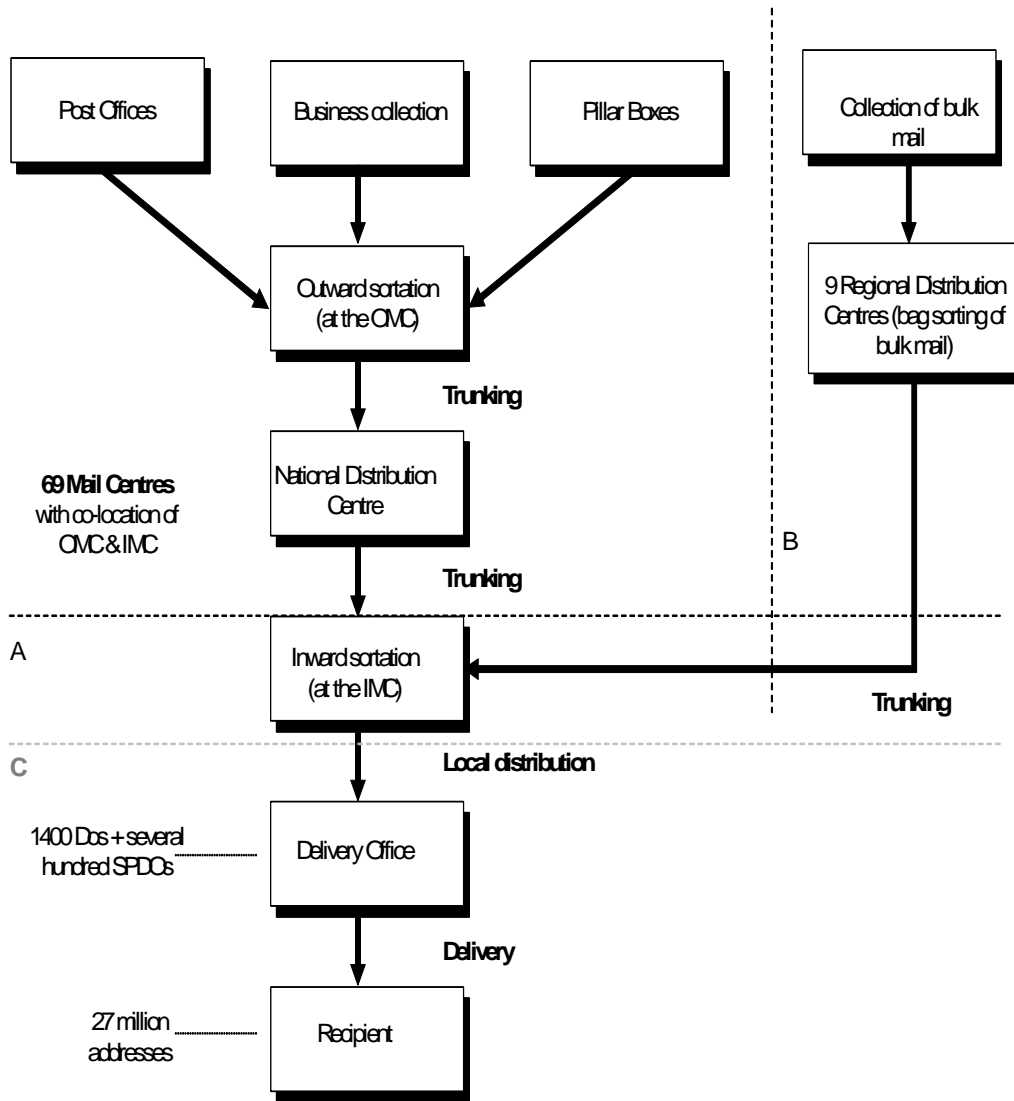 Post Offices
Business collection
Pillar Boxes
Collection of bulk
mail
Outward sortation
(at the OMC)
9 Regional Distribution
Centres (bag sorting of
bulk mail)
Trunking
National Distribution
Centre
69 Mail Centres
with co-location of
OMC & IMC
B
Trunking
A
Inward sortation
(at the IMC)
Trunking
C
Local distribution
1400 Dos + several
hundred SPDOs
Delivery Office
Delivery
27 million
addresses
Recipient